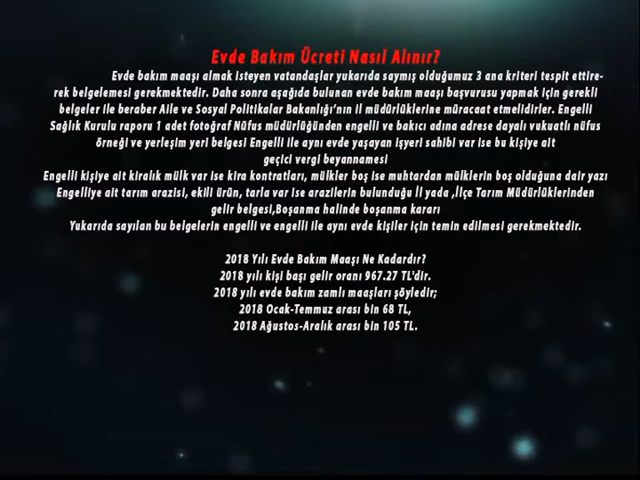 Evde Bakım Ücreti Nasıl Alınır?
Evde bakım maaşı almak isteyen vatandaşlar yukarıda saymış olduğumuz 3 ana kriteri tespit ettire-
rek belgelemesi gerekmektedir. Daha sonra aşağıda bulunan evde bakım maaşı başvurusu yapmak için gerekli
belgeler ile beraber Aile ve Sosyal Politikalar Bakanlığı'nın il müdürlüklerine müracaat etmelidirler. Engelli
Sağlık Kurulu raporu 1 adet fotoğraf Nüfus müdürlüğünden engelli ve bakıcı adına adrese dayalı vukuatlı nüfus
örneği ve yerleşim yeri belgesi Engelli ile aynı evde yaşayan işyeri sahibi var ise bu kişiye ait
geçici vergi beyannamesi
Engelli kişiye ait kiralık mülk var ise kira kontratları, mülkler boş ise muhtardan mülklerin boş olduğuna dair yazı
Engelliye ait tarım arazisi, ekili ürün, tarla var ise arazilerin bulunduğu İl yada ,İlçe Tarım Müdürlüklerinden
gelir belgesi,Boşanma halinde boşanma kararı
Yukarıda sayılan bu belgelerin engelli ve engelli ile aynı evde kişiler için temin edilmesi gerekmektedir.
2018 Yılı Evde Bakım Maaşı Ne Kadardır?
2018 yılı kişi başı gelir oranı 967.27 TL'dir.
2018 yılı evde bakım zamlı maaşları şöyledir;
2018 Ocak-Temmuz arası bin 68 TL,
2018 Ağustos-Aralık arası bin 105 TL.